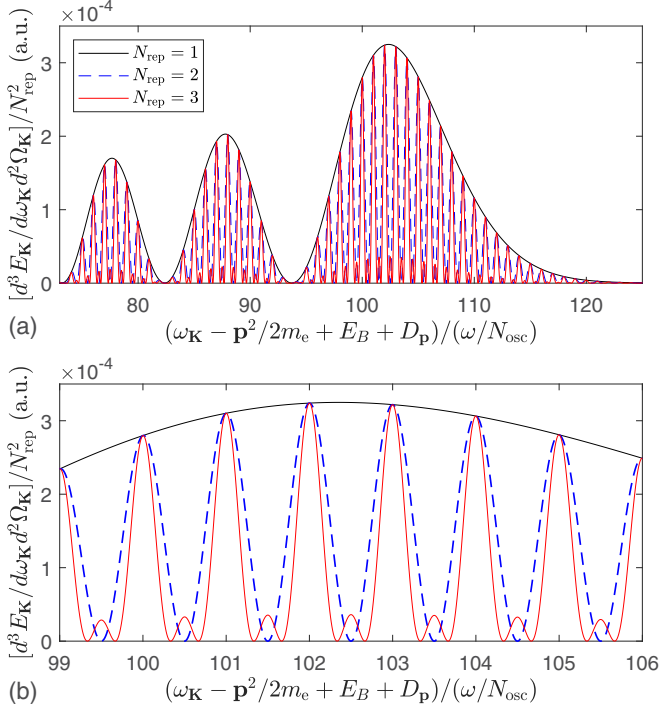 ×10⁻⁴
[d³E_K/dω_K d²Ω_K]/N²_rep (a.u.)
4
3
2
1
0
N_rep = 1
N_rep = 2
N_rep = 3
80 90 100 110 120
(a) (ω_K − p²/2m_e + E_B + D_p)/(ω/N_osc)
×10⁻⁴
[d³E_K/dω_K d²Ω_K]/N²_rep (a.u.)
3
2
1
0
99 100 101 102 103 104 105 106
(b) (ω_K − p²/2m_e + E_B + D_p)/(ω/N_osc)